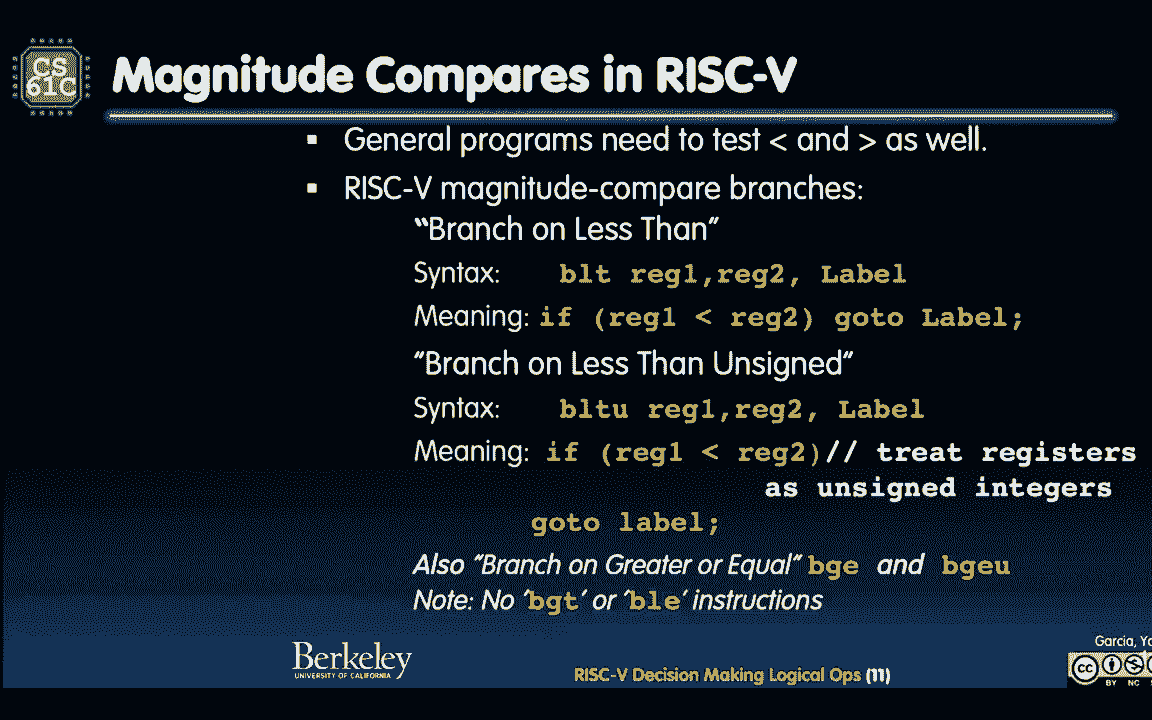 CS
61C
Magnitude Compares in RISC-V
▪ General programs need to test < and > as well.
▪ RISC-V magnitude-compare branches:
“Branch on Less Than”
Syntax: blt reg1,reg2, Label
Meaning: if (reg1 < reg2) goto Label;
“Branch on Less Than Unsigned”
Syntax: bltu reg1,reg2, Label
Meaning: if (reg1 < reg2)// treat registers
as unsigned integers
goto label;
Also “Branch on Greater or Equal” bge and bgeu
Note: No ‘bgt’ or ‘ble’ instructions
Berkeley
UNIVERSITY OF CALIFORNIA
RISC-V Decision Making Logical Ops (11)
Garcia,
BY NC